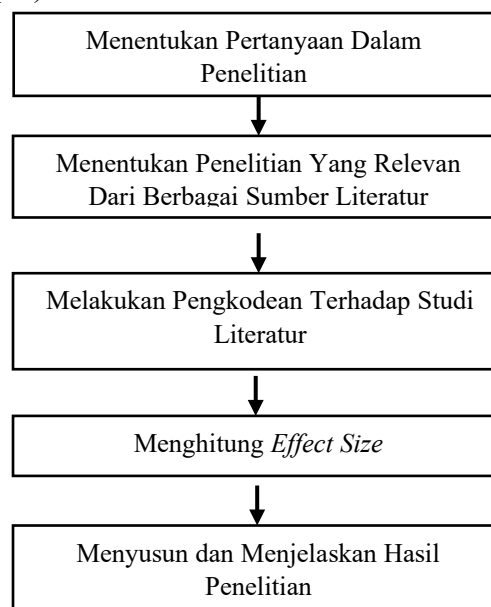 Menentukan Pertanyaan Dalam
Penelitian
Menentukan Penelitian Yang Relevan
Dari Berbagai Sumber Literatur
Melakukan Pengkodean Terhadap Studi
Literatur
Menghitung Effect Size
Menyusun dan Menjelaskan Hasil
Penelitian